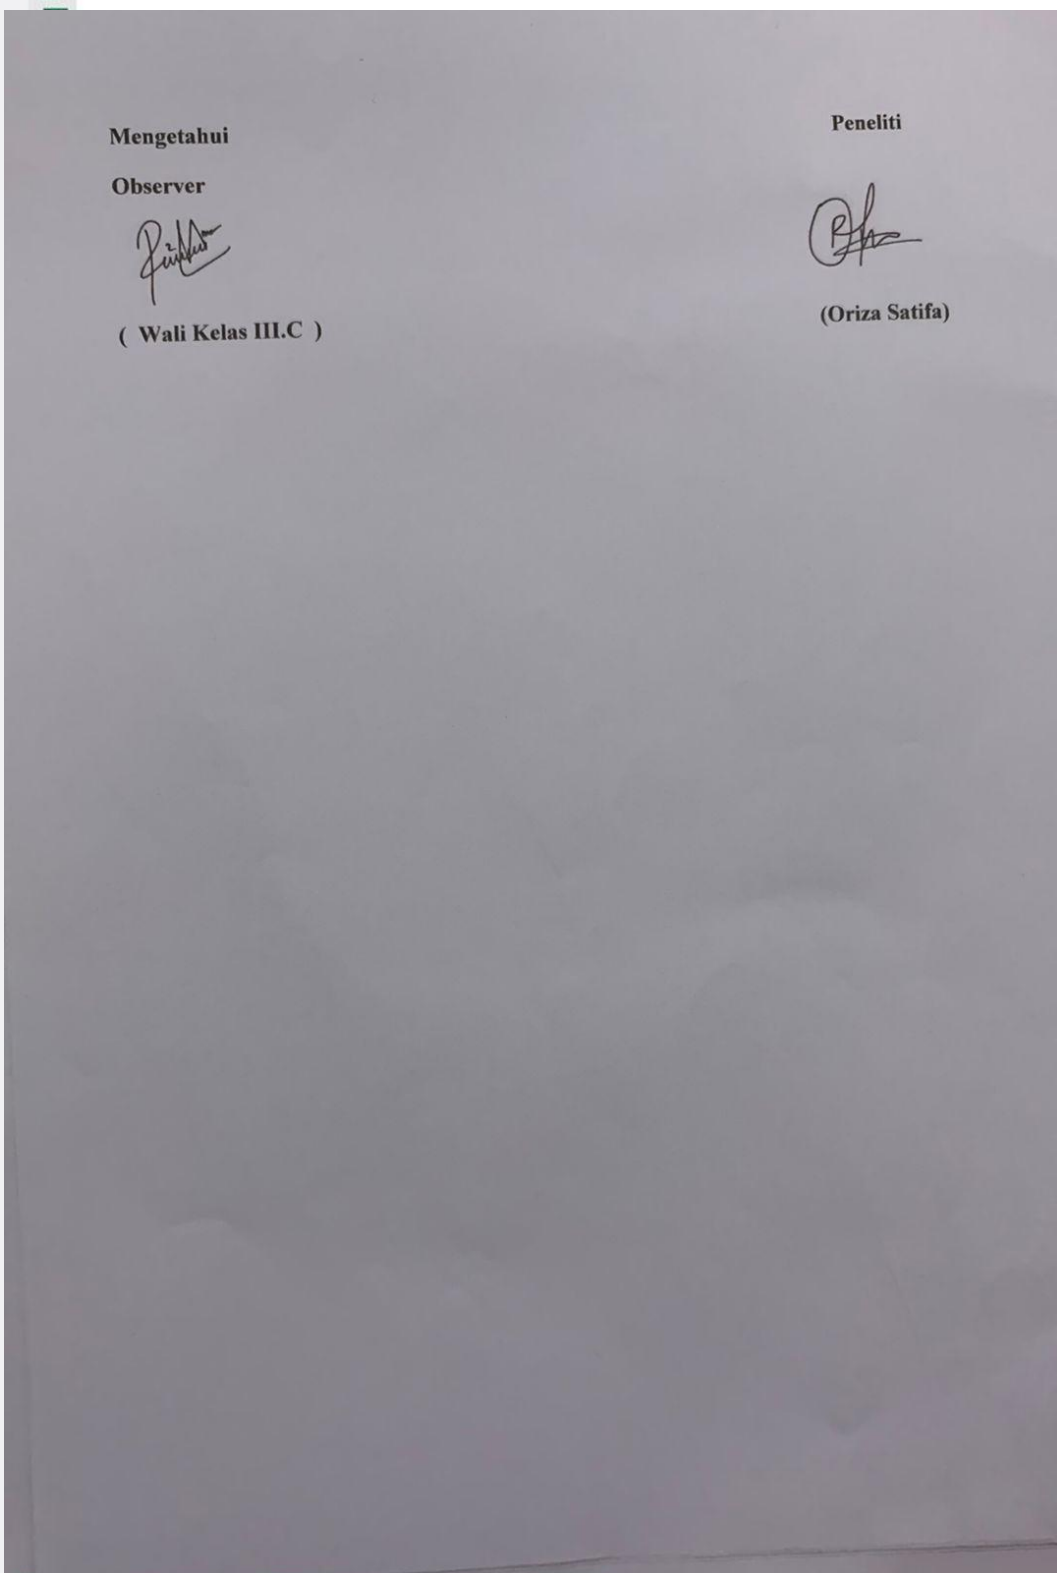 Mengetahui
Observer
( Wali Kelas III.C )
Peneliti
(Oriza Satifa)